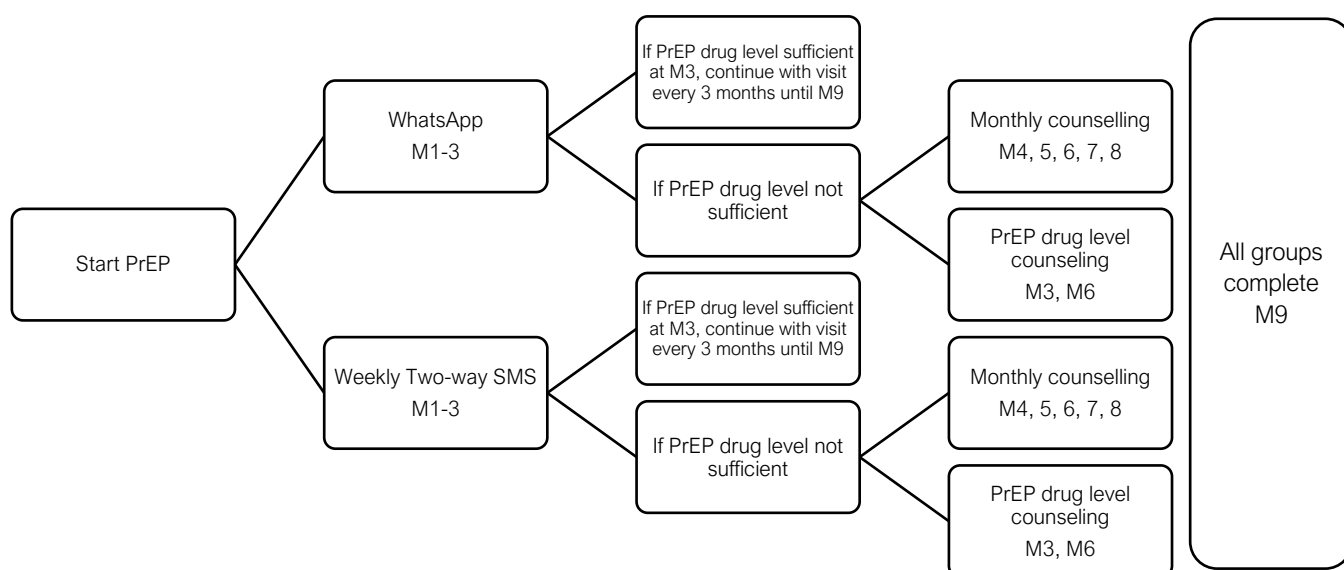 Start PrEP
WhatsApp
M1-3
If PrEP drug level sufficient
at M3, continue with visit
every 3 months until M9
If PrEP drug level not
sufficient
Monthly counselling
M4, 5, 6, 7, 8
PrEP drug level
counseling
M3, M6
Weekly Two-way SMS
M1-3
If PrEP drug level sufficient
at M3, continue with visit
every 3 months until M9
If PrEP drug level not
sufficient
Monthly counselling
M4, 5, 6, 7, 8
PrEP drug level
counseling
M3, M6
All groups
complete
M9